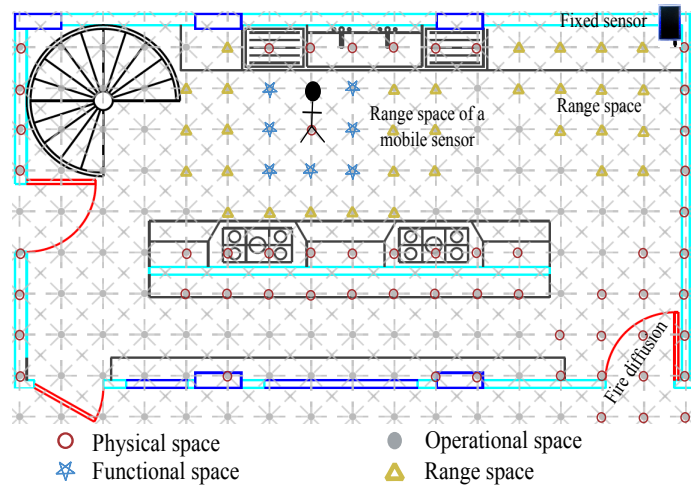 Fixed sensor
Range space of a
mobile sensor
Range space
Fire diffusion
Physical space
Operational space
Functional space
Range space